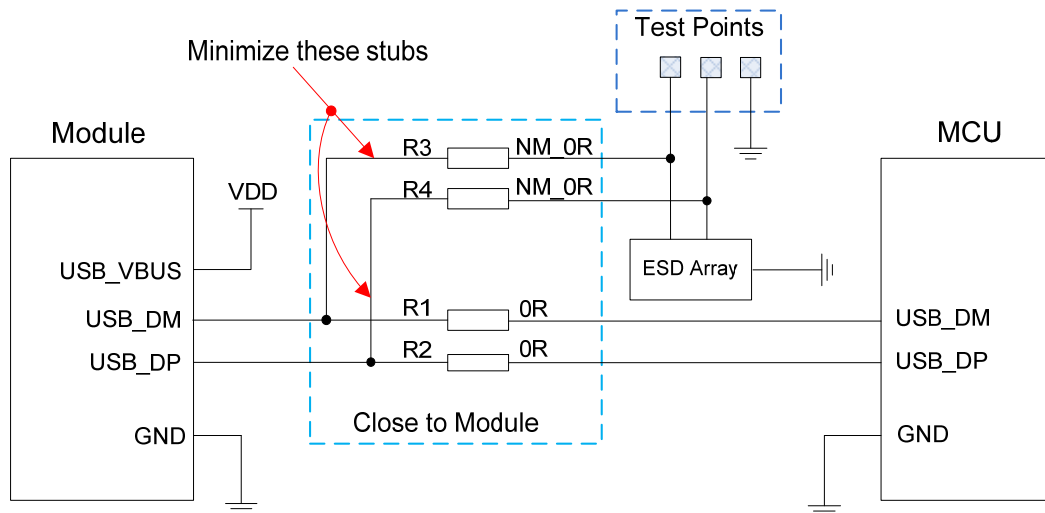 Test Points
Minimize these stubs
Module
MCU
R3 NM_0R
R4 NM_0R
VDD
ESD Array
USB_VBUS
USB_DM
R1 0R
USB_DM
USB_DP
R2 0R
USB_DP
Close to Module
GND
GND